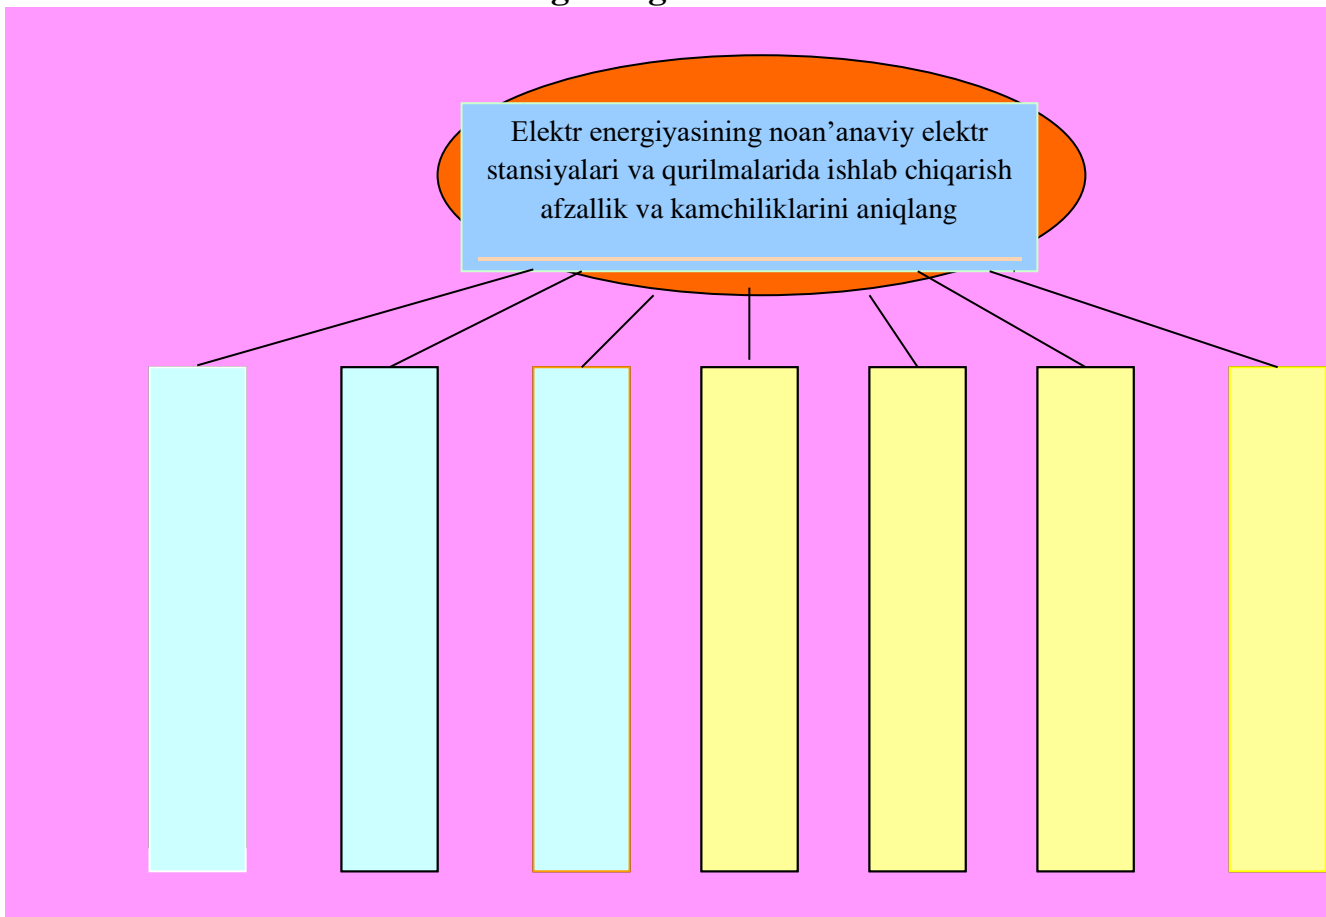 Elektr energiyasining noan’anaviy elektr
stansiyalari va qurilmalarida ishlab chiqarish
afzallik va kamchiliklarini aniqlang